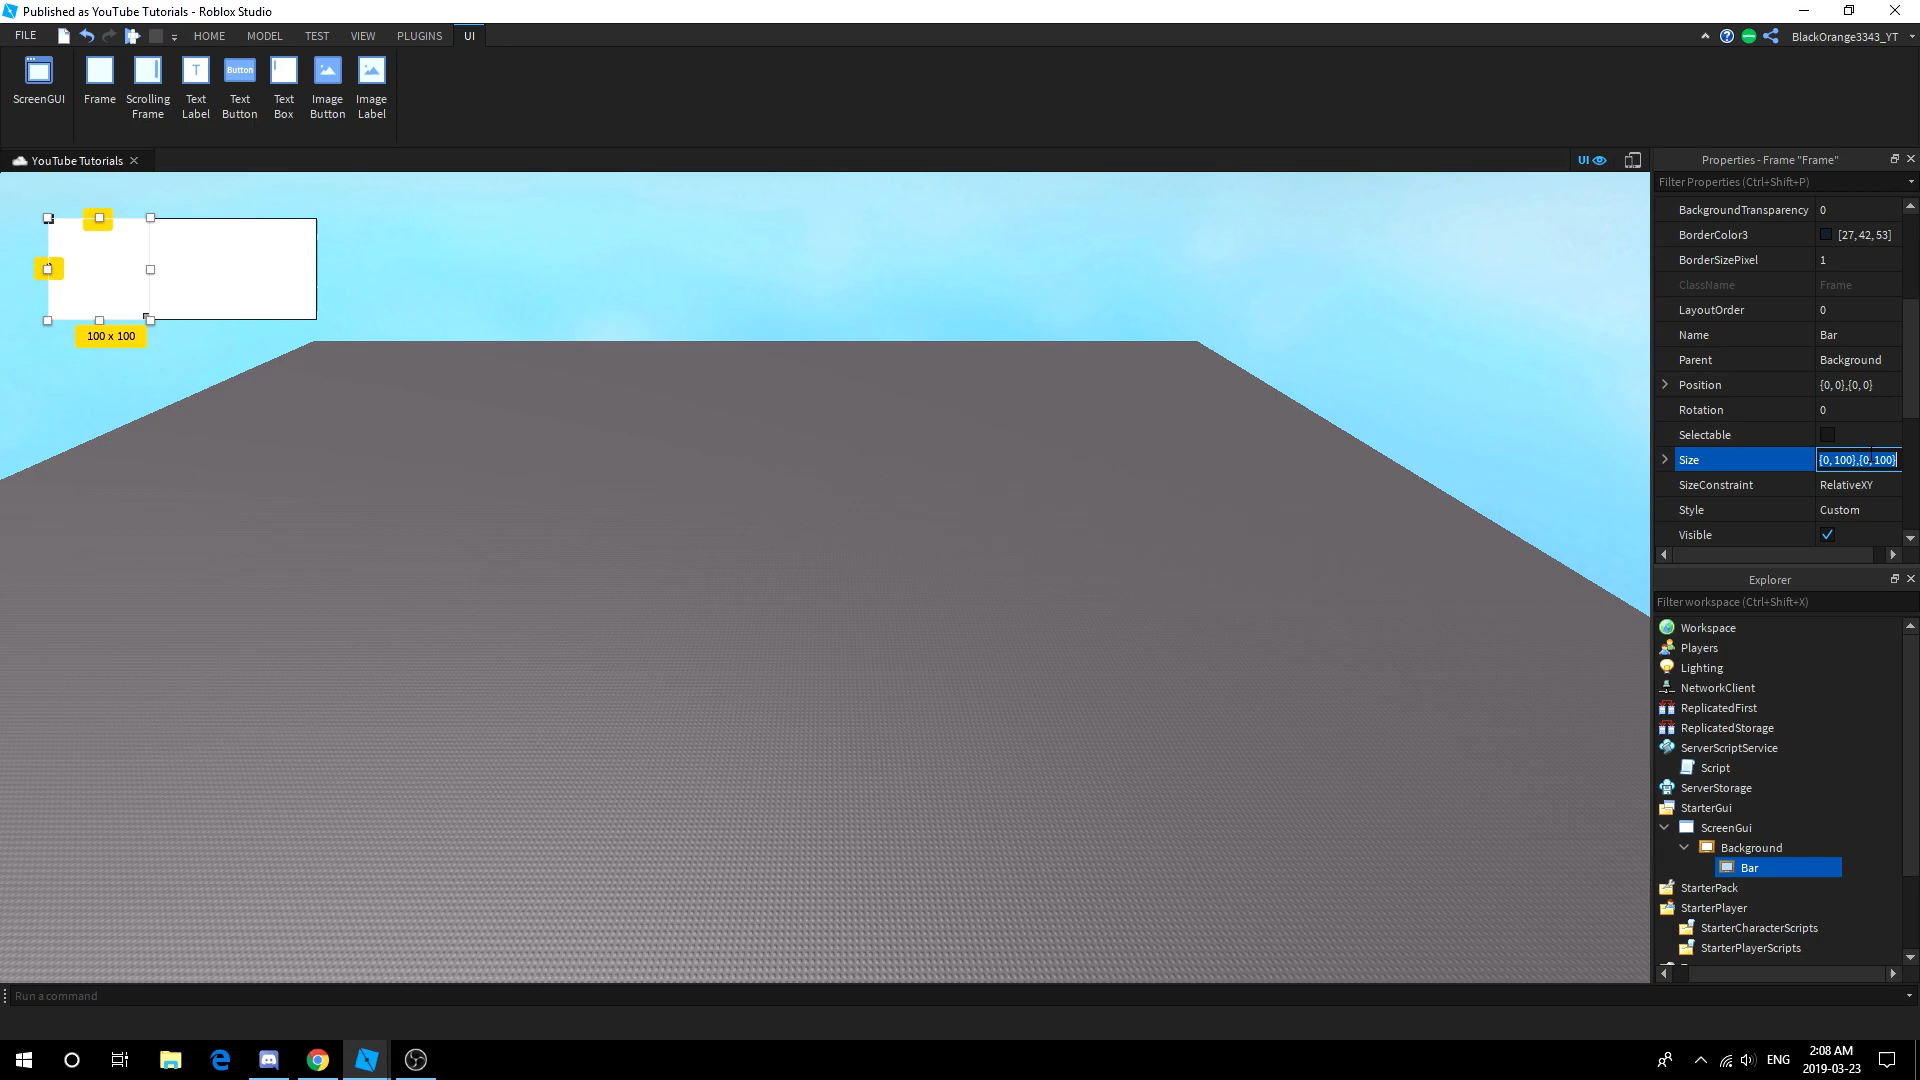 Published as YouTube Tutorials - Roblox Studio
FILE
HOME
MODEL
TEST
VIEW
PLUGINS
UI
BlackOrange3343_YT
ScreenGUI
Frame
Scrolling
Frame
T
Text
Label
Button
Text
Button
Text
Box
Image
Button
Image
Label
YouTube Tutorials
UI
Properties - Frame "Frame"
Filter Properties (Ctrl+Shift+P)
BackgroundTransparency 0
BorderColor3 [27, 42, 53]
BorderSizePixel 1
ClassName Frame
LayoutOrder 0
Name Bar
Parent Background
Position {0, 0},{0, 0}
Rotation 0
Selectable
Size {0, 100},{0, 100}
SizeConstraint RelativeXY
Style Custom
Visible
100 x 100
Explorer
Filter workspace (Ctrl+Shift+X)
Workspace
Players
Lighting
NetworkClient
ReplicatedFirst
ReplicatedStorage
ServerScriptService
Script
ServerStorage
StarterGui
ScreenGui
Background
Bar
StarterPack
StarterPlayer
StarterCharacterScripts
StarterPlayerScripts
Run a command
ENG
2:08 AM
2019-03-23